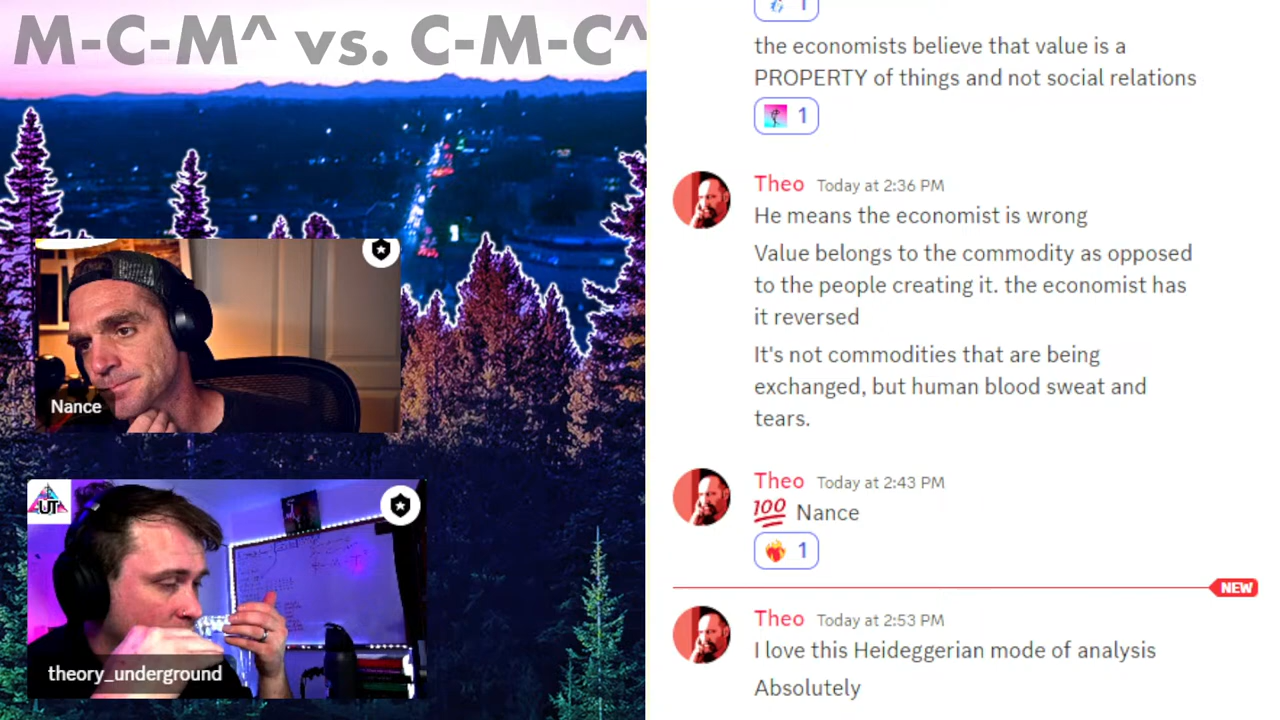 M-C-M^ vs. C-M-C^
Nance
UT
theory_underground
1
the economists believe that value is a
PROPERTY of things and not social relations
1
Theo Today at 2:36 PM
He means the economist is wrong
Value belongs to the commodity as opposed
to the people creating it. the economist has
it reversed
It's not commodities that are being
exchanged, but human blood sweat and
tears.
Theo Today at 2:43 PM
100 Nance
1
NEW
Theo Today at 2:53 PM
I love this Heideggerian mode of analysis
Absolutely